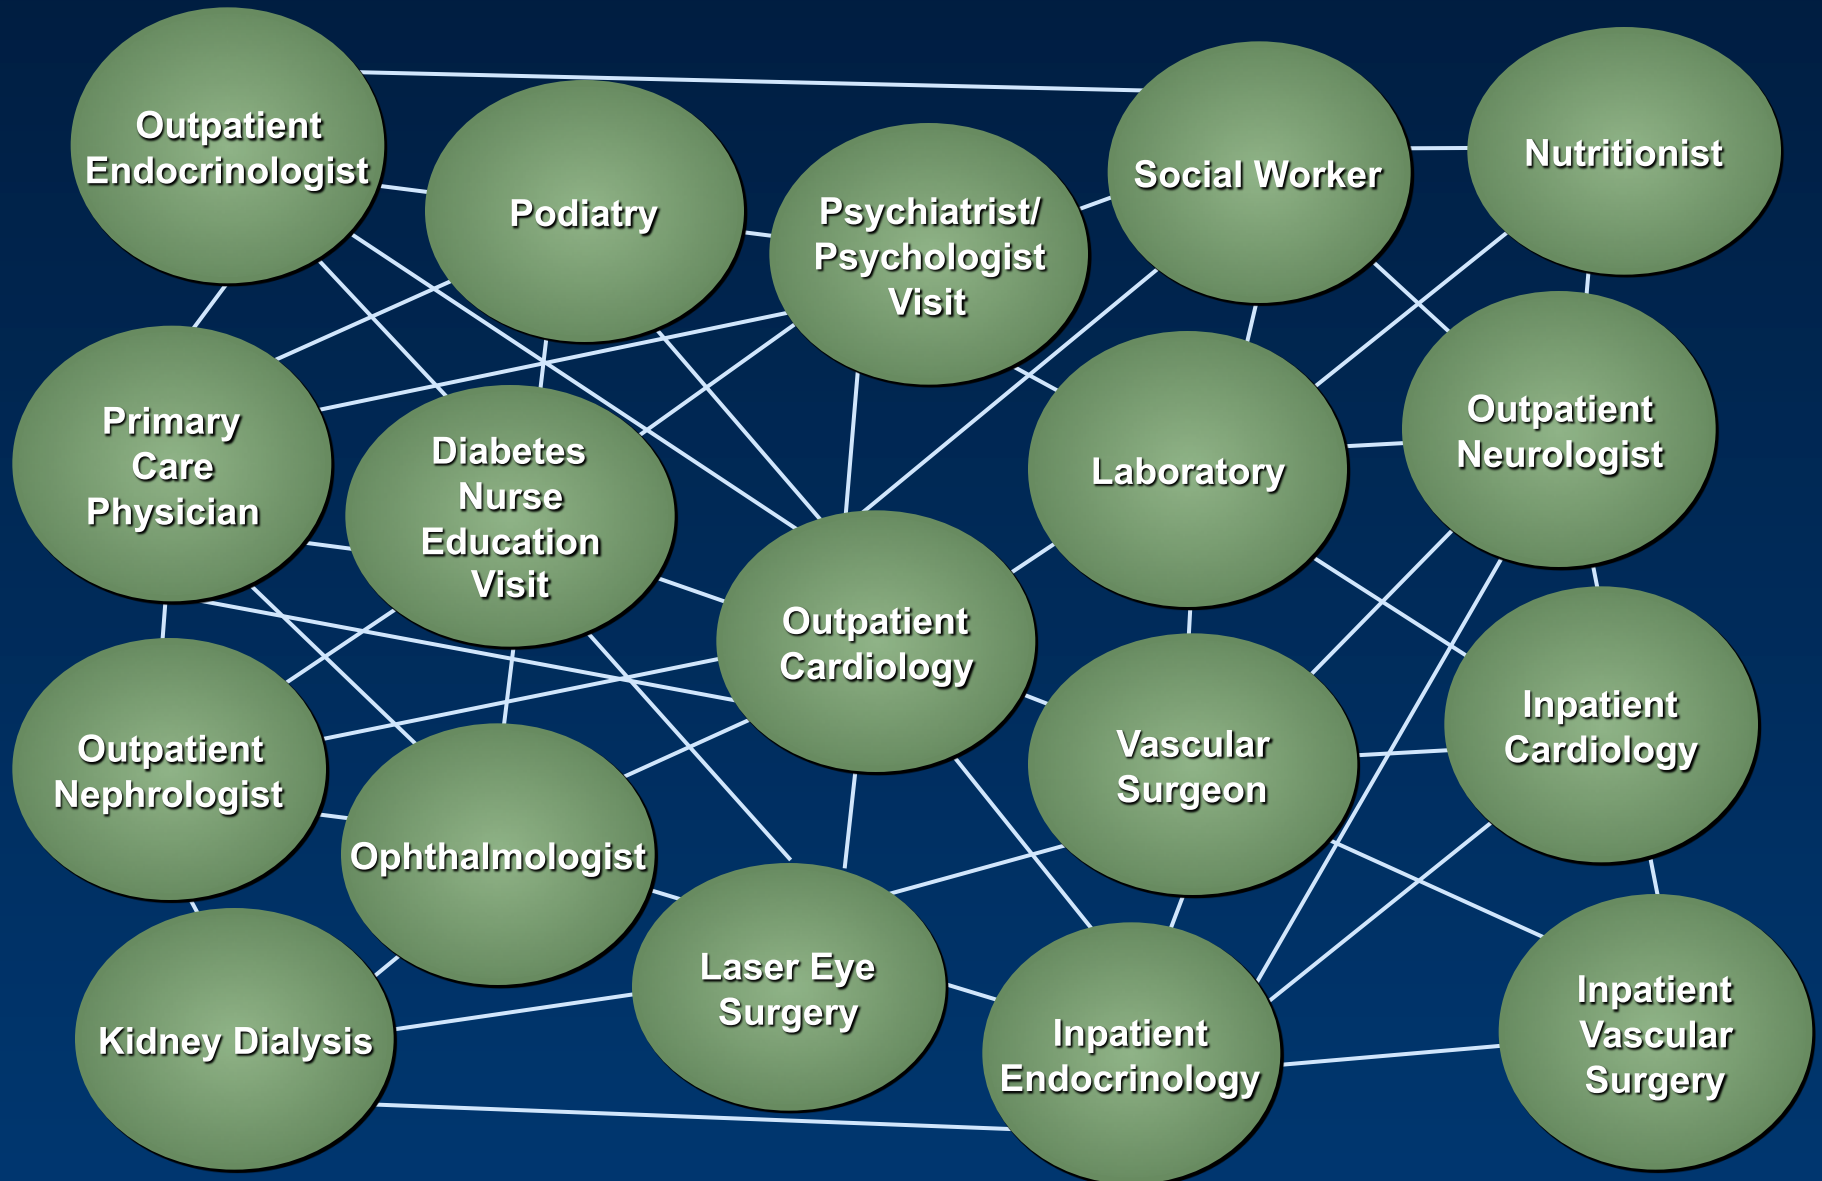 Outpatient
Endocrinologist
Podiatry
Psychiatrist/
Psychologist
Visit
Social Worker
Nutritionist
Primary
Care
Physician
Diabetes
Nurse
Education
Visit
Laboratory
Outpatient
Neurologist
Outpatient
Cardiology
Outpatient
Nephrologist
Ophthalmologist
Vascular
Surgeon
Inpatient
Cardiology
Kidney Dialysis
Laser Eye
Surgery
Inpatient
Endocrinology
Inpatient
Vascular
Surgery